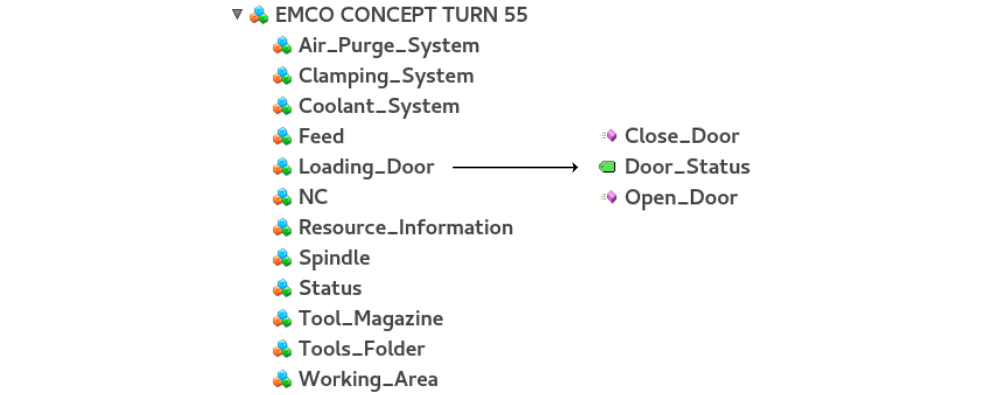 EMCO CONCEPT TURN 55
Air_Purge_System
Clamping_System
Coolant_System
Feed
Loading_Door
NC
Resource_Information
Spindle
Status
Tool_Magazine
Tools_Folder
Working_Area
Close_Door
Door_Status
Open_Door